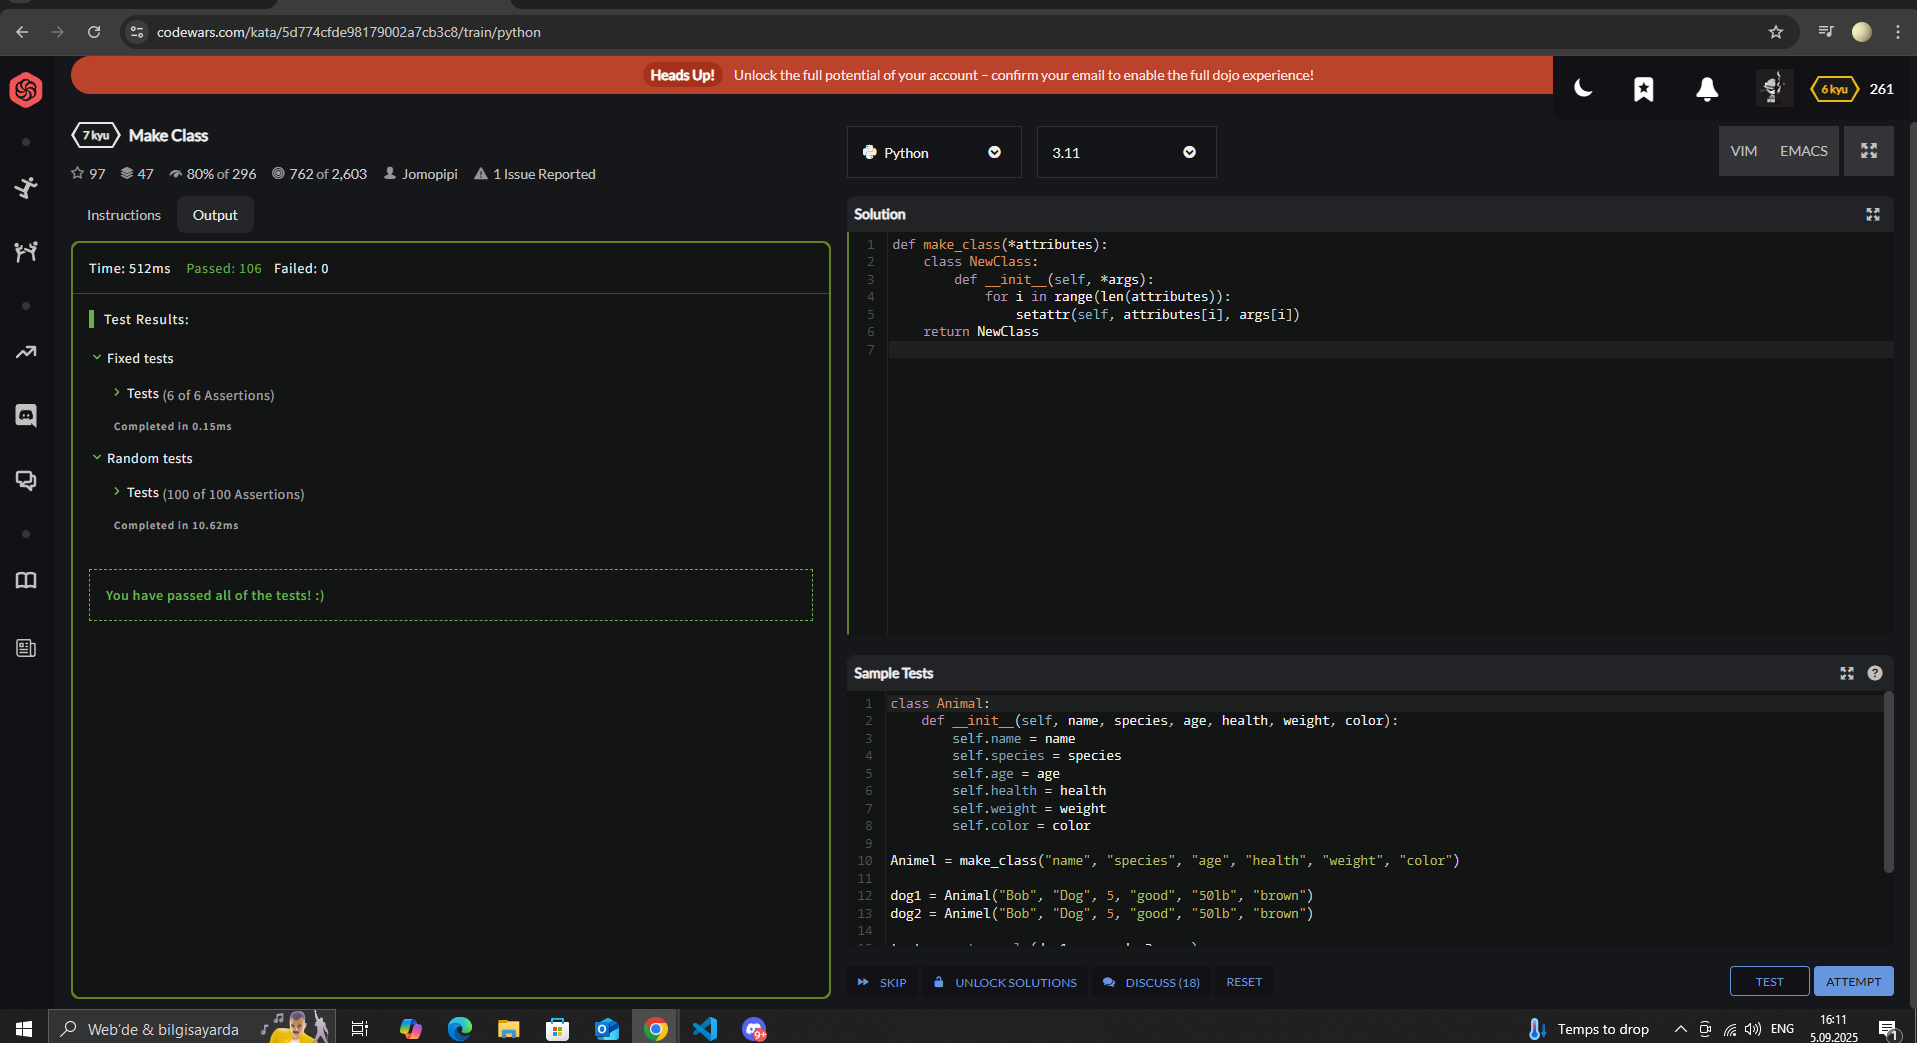 codewars.com/kata/5d774cfde98179002a7cb3c8/train/python
Heads Up! Unlock the full potential of your account – confirm your email to enable the full dojo experience!
6 kyu 261
7 kyu Make Class
97 47 80% of 296 762 of 2,603 Jomopipi 1 Issue Reported
Instructions Output
Time: 512ms Passed: 106 Failed: 0
Test Results:
Fixed tests
Tests (6 of 6 Assertions)
Completed in 0.15ms
Random tests
Tests (100 of 100 Assertions)
Completed in 10.62ms
You have passed all of the tests! :)
Python 3.11 VIM EMACS
Solution
1 def make_class(*attributes):
2     class NewClass:
3         def __init__(self, *args):
4             for i in range(len(attributes)):
5                 setattr(self, attributes[i], args[i])
6     return NewClass
7
Sample Tests
?
1 class Animal:
2     def __init__(self, name, species, age, health, weight, color):
3         self.name = name
4         self.species = species
5         self.age = age
6         self.health = health
7         self.weight = weight
8         self.color = color
9
10 Animel = make_class("name", "species", "age", "health", "weight", "color")
11
12 dog1 = Animal("Bob", "Dog", 5, "good", "50lb", "brown")
13 dog2 = Animel("Bob", "Dog", 5, "good", "50lb", "brown")
14
SKIP UNLOCK SOLUTIONS DISCUSS (18) RESET TEST ATTEMPT
Web'de & bilgisayarda 9+ Temps to drop ENG 16:11
5.09.2025 1